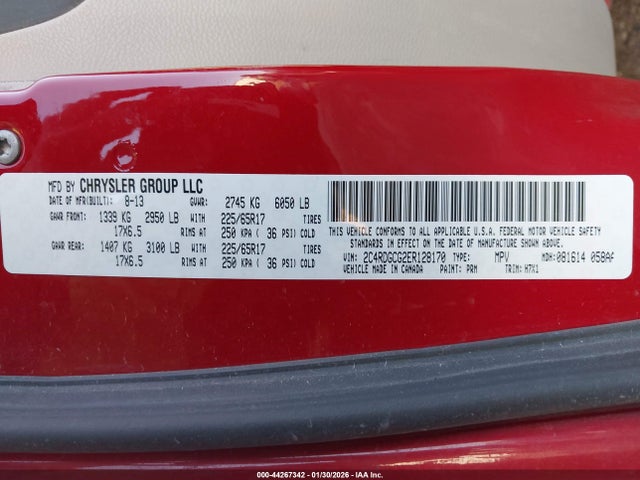 MFD BY CHRYSLER GROUP LLC
DATE OF MFR(BUILT): 8-13 GVWR: 2745 KG 6050 LB
GAWR FRONT: 1339 KG 2950 LB WITH 225/65R17 TIRES
17X6.5 RIMS AT 250 KPA ( 36 PSI) COLD
GAWR REAR: 1407 KG 3100 LB WITH 225/65R17 TIRES
17X6.5 RIMS AT 250 KPA ( 36 PSI) COLD
THIS VEHICLE CONFORMS TO ALL APPLICABLE U.S.A. FEDERAL MOTOR VEHICLE SAFETY
STANDARDS IN EFFECT ON THE DATE OF MANUFACTURE SHOWN ABOVE.
VIN: 2C4RDGCG2ER128170 TYPE: MPV MDH: 081614 058AF
VEHICLE MADE IN CANADA PAINT: PRM TRIM: H7X1
000-44267342 - 01/30/2026 - IAA Inc.